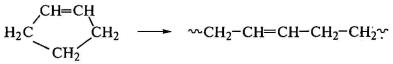 CH=CH
H₂C CH₂ → ~CH₂–CH=CH–CH₂–CH₂~.
CH₂